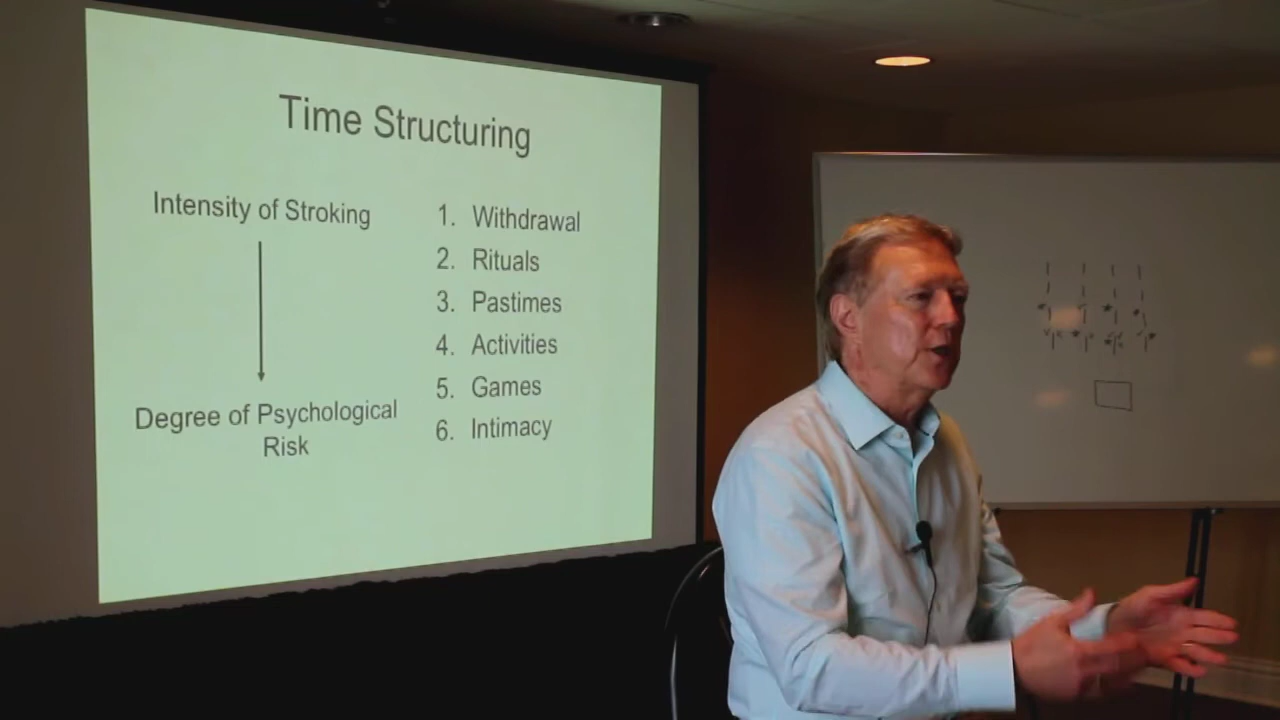 Time Structuring
Intensity of Stroking
Degree of Psychological
Risk
1. Withdrawal
2. Rituals
3. Pastimes
4. Activities
5. Games
6. Intimacy